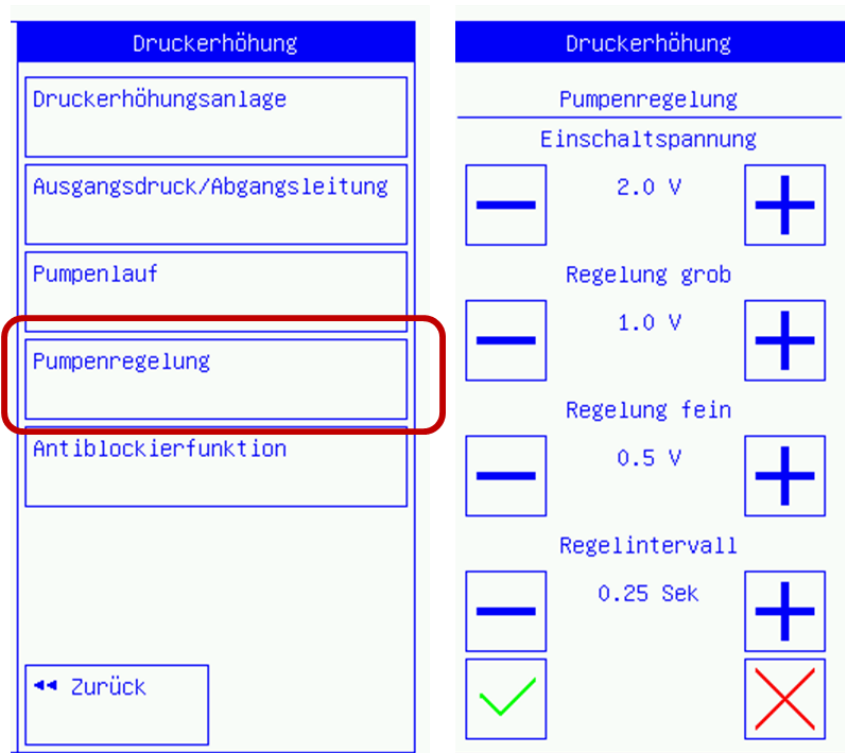 Druckerhöhung
Druckerhöhungsanlage
Ausgangsdruck/Abgangsleitung
Pumpenlauf
Pumpenregelung
Antiblockierfunktion
Zurück
Druckerhöhung
Pumpenregelung
Einschaltspannung
2.0 V
Regelung grob
1.0 V
Regelung fein
0.5 V
Regelintervall
0.25 Sek